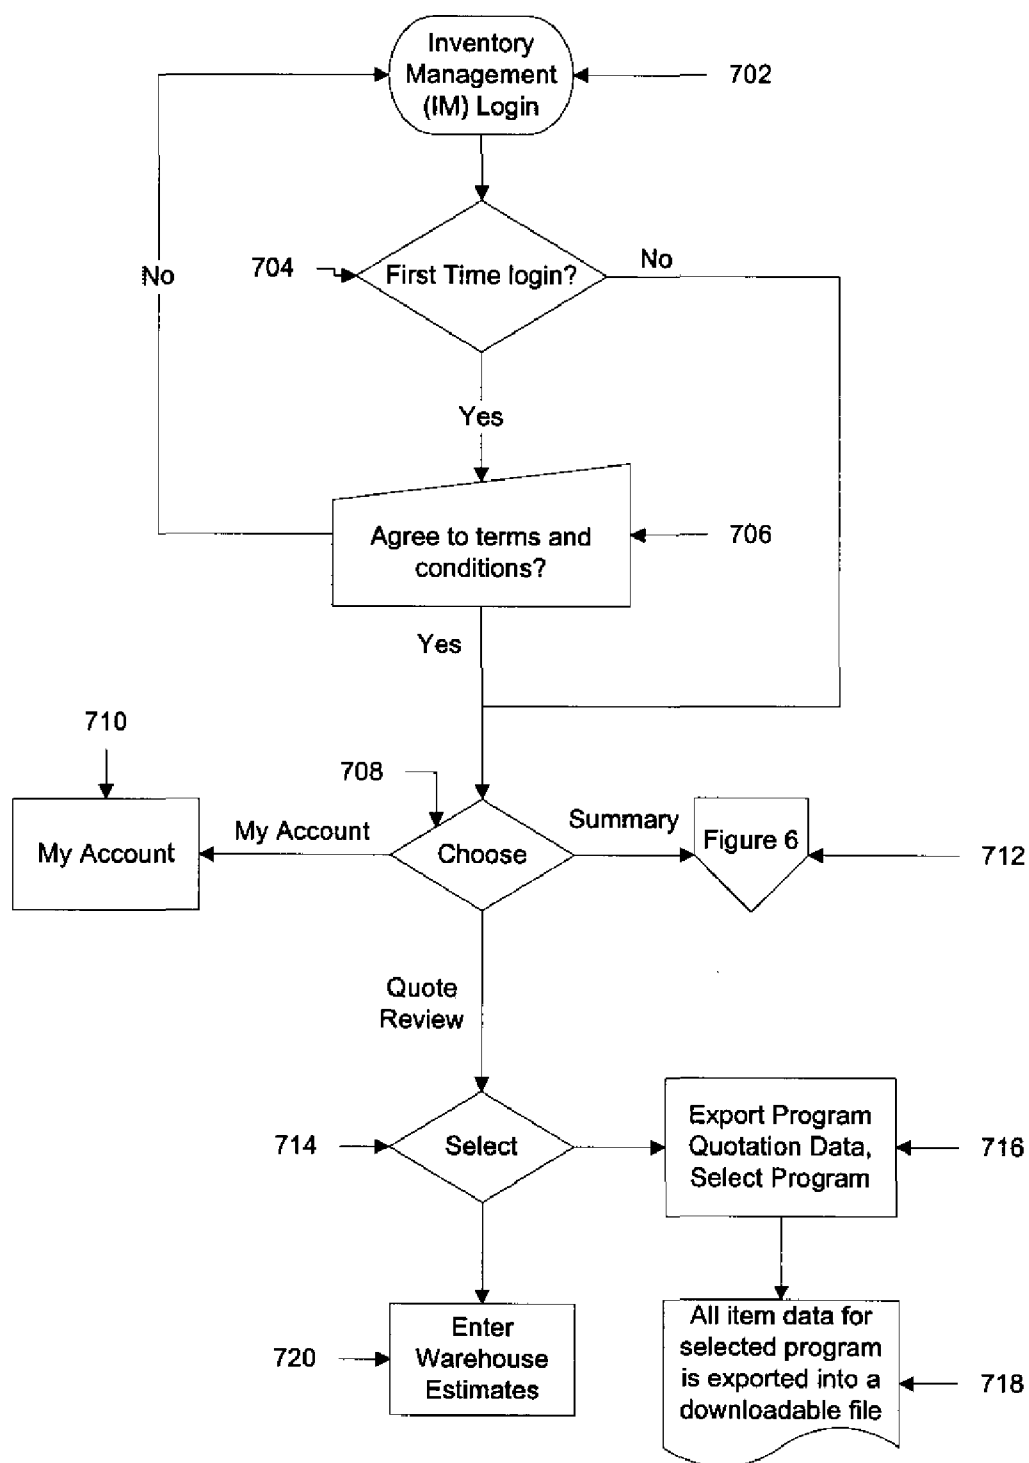 Inventory
Management
(IM) Login
702
704
First Time login?
No
No
Yes
Agree to terms and
conditions?
706
Yes
710
708
My Account
My Account
Choose
Summary
Figure 6
712
Quote
Review
714
Select
Export Program
Quotation Data,
Select Program
716
720
Enter
Warehouse
Estimates
All item data for
selected program
is exported into a
downloadable file
718